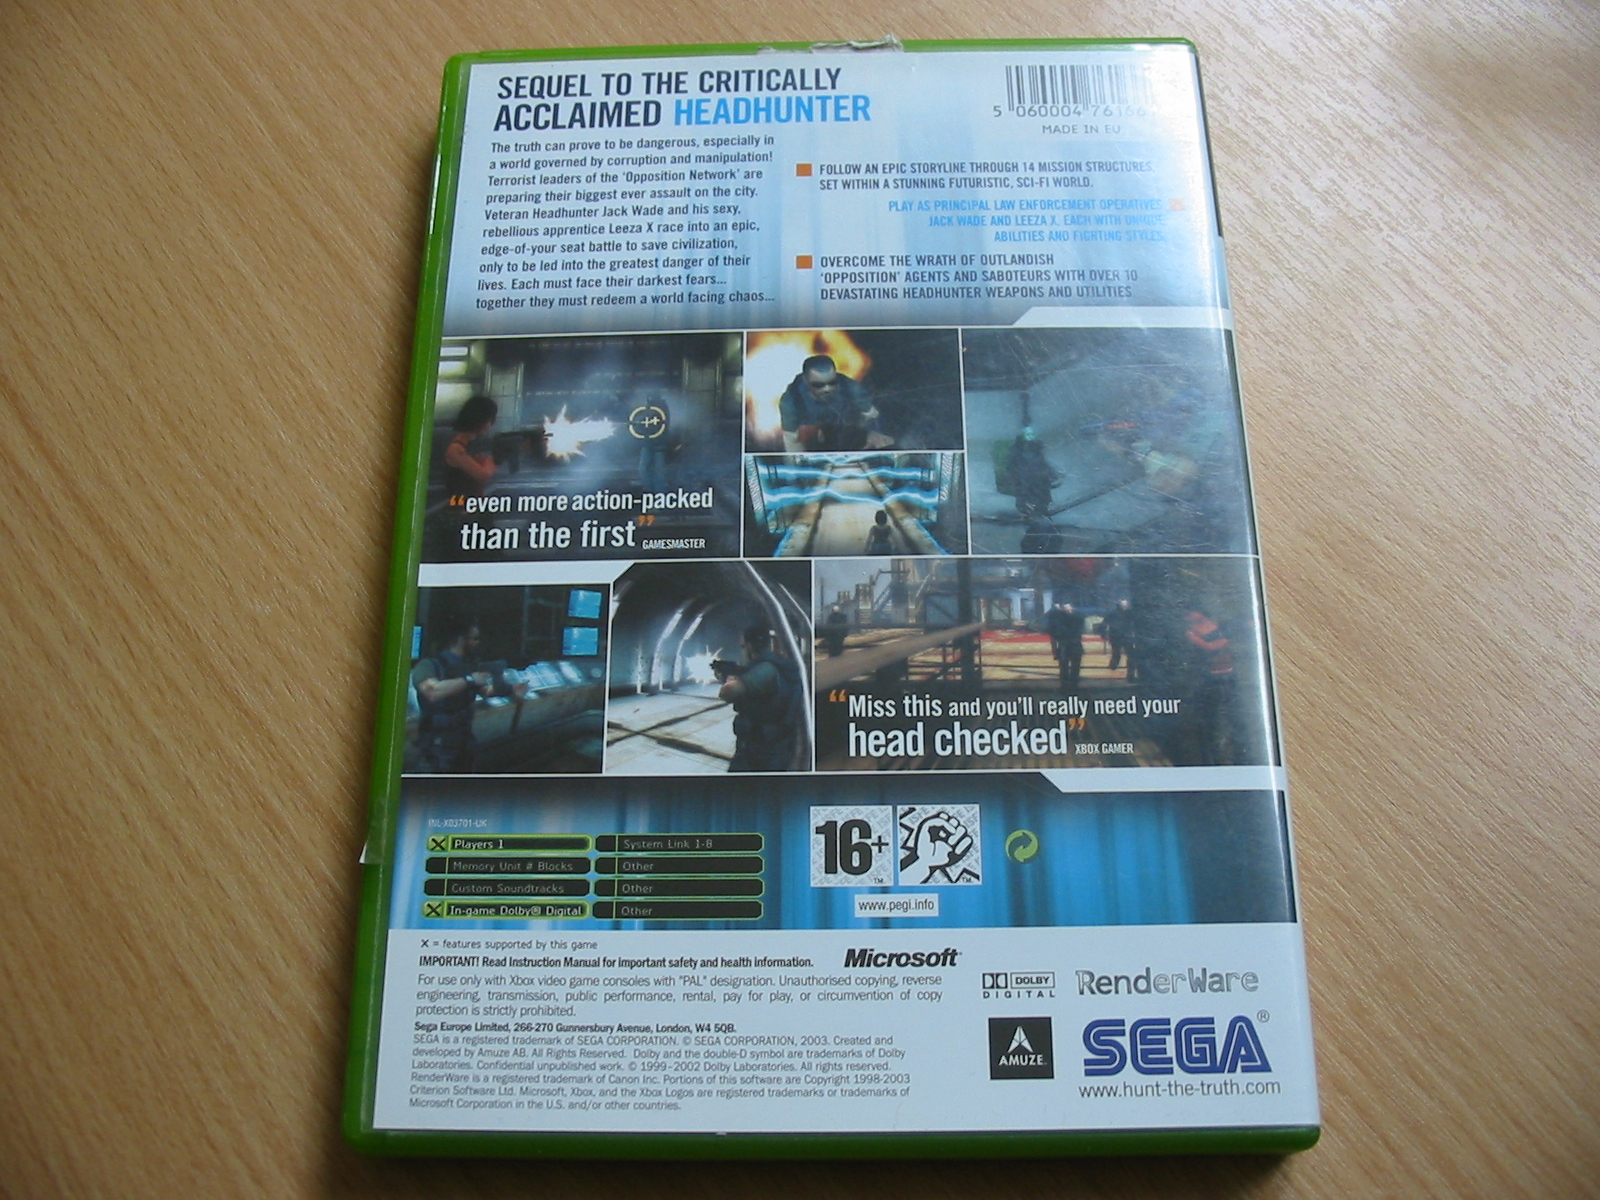 SEQUEL TO THE CRITICALLY
ACCLAIMED HEADHUNTER
The truth can prove to be dangerous, especially in
a world governed by corruption and manipulation!
Terrorist leaders of the 'Opposition Network' are
preparing their biggest ever assault on the city.
Veteran Headhunter Jack Wade and his sexy,
rebellious apprentice Leeza X race into an epic,
edge-of-your seat battle to save civilization,
only to be led into the greatest danger of their
lives. Each must face their darkest fears...
together they must redeem a world facing chaos...
5 060004 76166
MADE IN EU
FOLLOW AN EPIC STORYLINE THROUGH 14 MISSION STRUCTURES,
SET WITHIN A STUNNING FUTURISTIC, SCI-FI WORLD.
PLAY AS PRINCIPAL LAW ENFORCEMENT OPERATIVES,
JACK WADE AND LEEZA X, EACH WITH UNIQUE
ABILITIES AND FIGHTING STYLES.
OVERCOME THE WRATH OF OUTLANDISH
'OPPOSITION' AGENTS AND SABOTEURS WITH OVER 10
DEVASTATING HEADHUNTER WEAPONS AND UTILITIES
"even more action-packed
than the first" GAMESMASTER
"Miss this and you'll really need your
head checked" XBOX GAMER
INL-X03701-UK
X Players 1
System Link 1-8
Memory Unit # Blocks
Other
Custom Soundtracks
Other
X In-game Dolby® Digital
Other
16+ TM
TM
www.pegi.info
X = features supported by this game
IMPORTANT! Read Instruction Manual for important safety and health information.
For use only with Xbox video game consoles with "PAL" designation. Unauthorised copying, reverse
engineering, transmission, public performance, rental, pay for play, or circumvention of copy
protection is strictly prohibited.
Sega Europe Limited, 266-270 Gunnersbury Avenue, London, W4 5QB.
SEGA is a registered trademark of SEGA CORPORATION. © SEGA CORPORATION, 2003. Created and
developed by Amuze AB. All Rights Reserved. Dolby and the double-D symbol are trademarks of Dolby
Laboratories. Confidential unpublished work. © 1999-2002 Dolby Laboratories. All rights reserved.
RenderWare is a registered trademark of Canon Inc. Portions of this software are Copyright 1998-2003
Criterion Software Ltd. Microsoft, Xbox, and the Xbox Logos are registered trademarks or trademarks of
Microsoft Corporation in the U.S. and/or other countries.
Microsoft
DOLBY
DIGITAL
RenderWare
AMUZE
SEGA®
www.hunt-the-truth.com